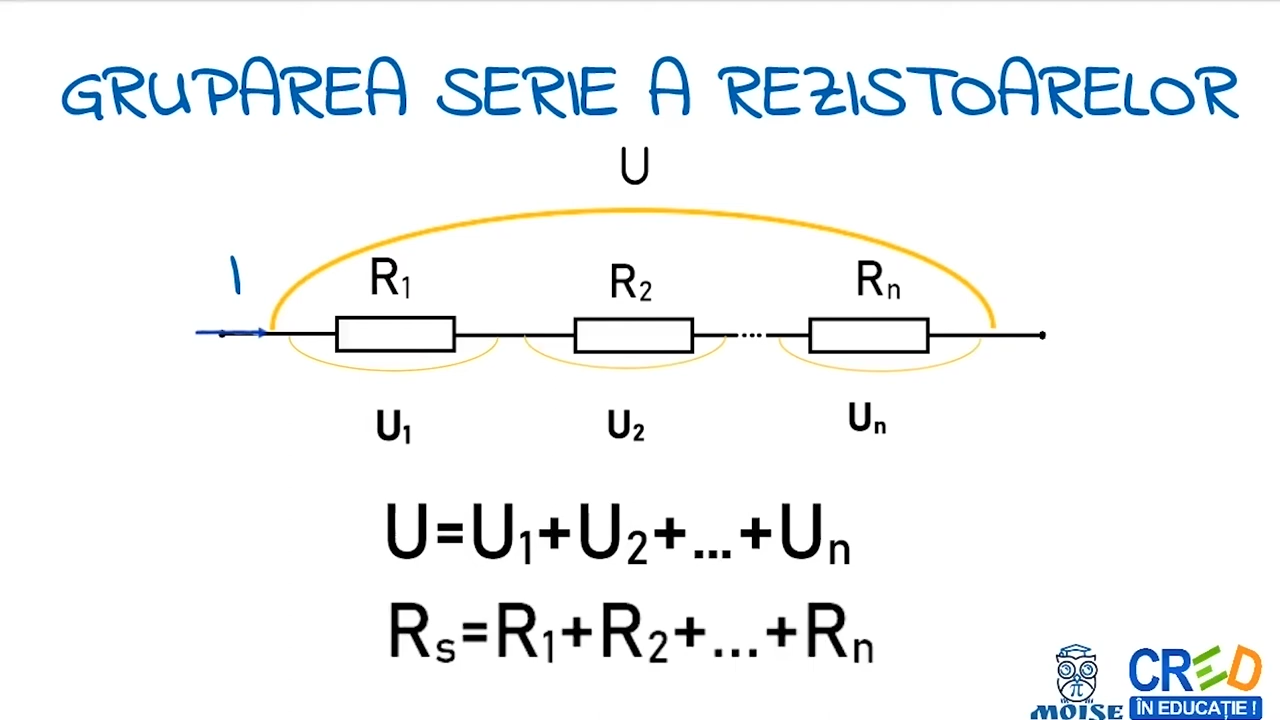 GRUPAREA SERIE A REZISTOARELOR
U
I
R₁ R₂ Rₙ
....
U₁ U₂ Uₙ
U=U₁+U₂+...+Uₙ
Rₛ=R₁+R₂+...+Rₙ
π
MOISE
CRED
ÎN EDUCAȚIE !